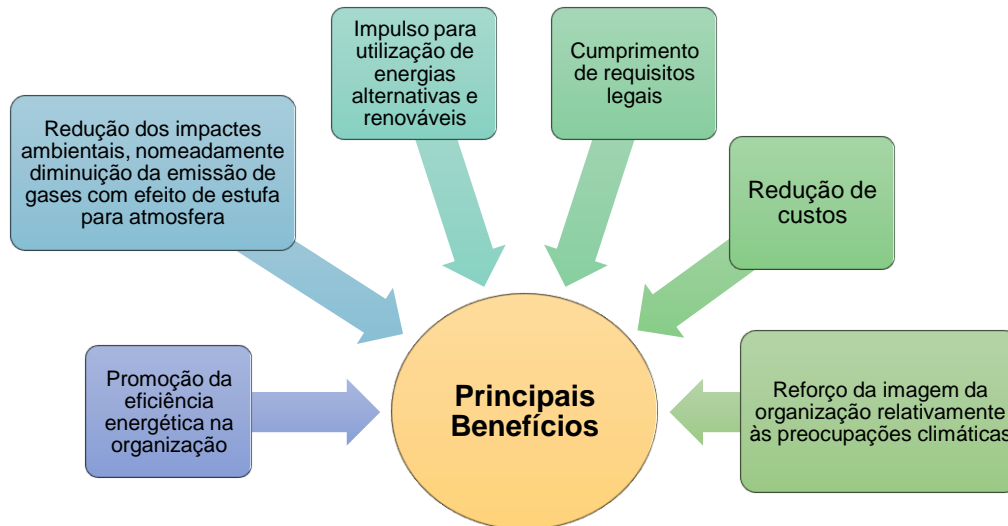 Impulso para
utilização de
energias
alternativas e
renováveis
Cumprimento
de requisitos
legais
Redução dos impactes
ambientais, nomeadamente
diminuição da emissão de
gases com efeito de estufa
para atmosfera
Redução de
custos
Promoção da
eficiência
energética na
organização
Principais
Benefícios
Reforço da imagem da
organização relativamente
às preocupações climáticas